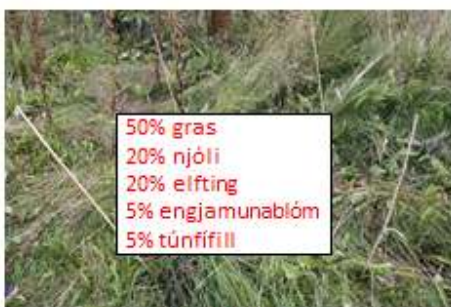 50% gras
20% njóli
20% elfting
5% engjamunablóm
5% túnfífill